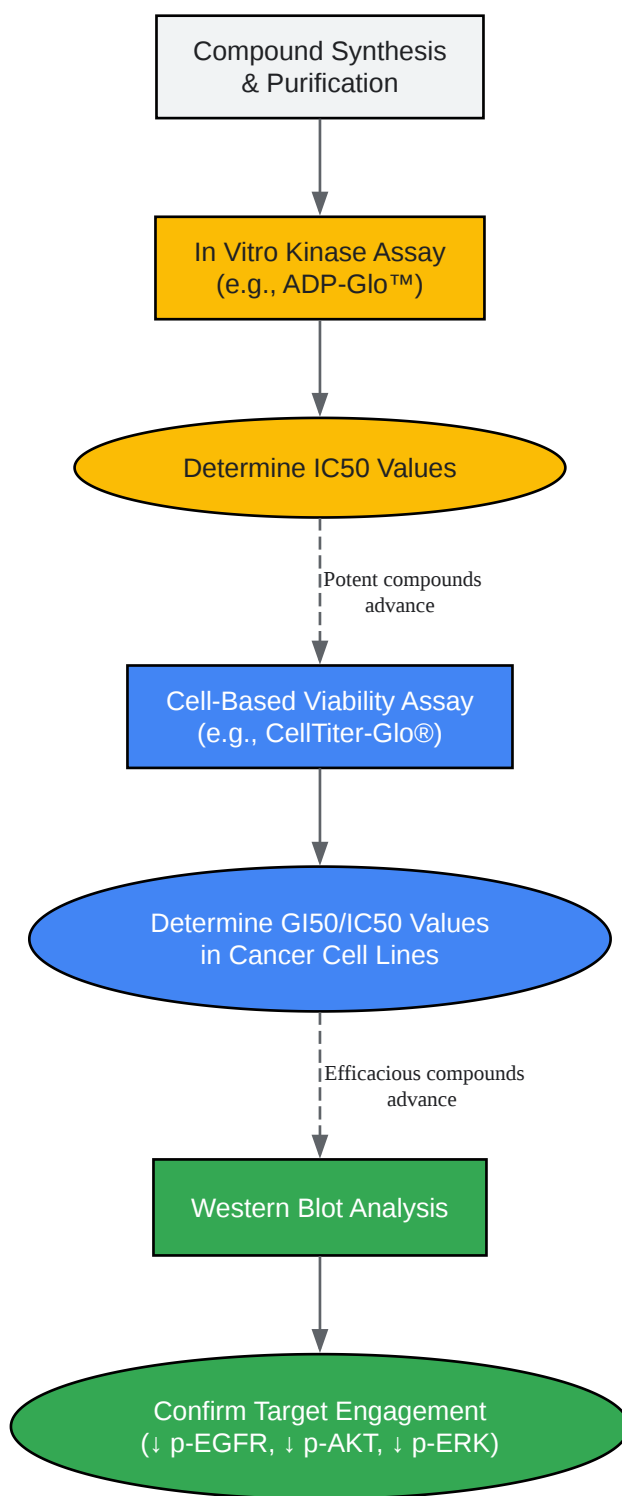 Compound Synthesis
& Purification
In Vitro Kinase Assay
(e.g., ADP-Glo™)
Determine IC50 Values
Potent compounds
advance
Cell-Based Viability Assay
(e.g., CellTiter-Glo®)
Determine GI50/IC50 Values
in Cancer Cell Lines
Efficacious compounds
advance
Western Blot Analysis
Confirm Target Engagement
(↓ p-EGFR, ↓ p-AKT, ↓ p-ERK)